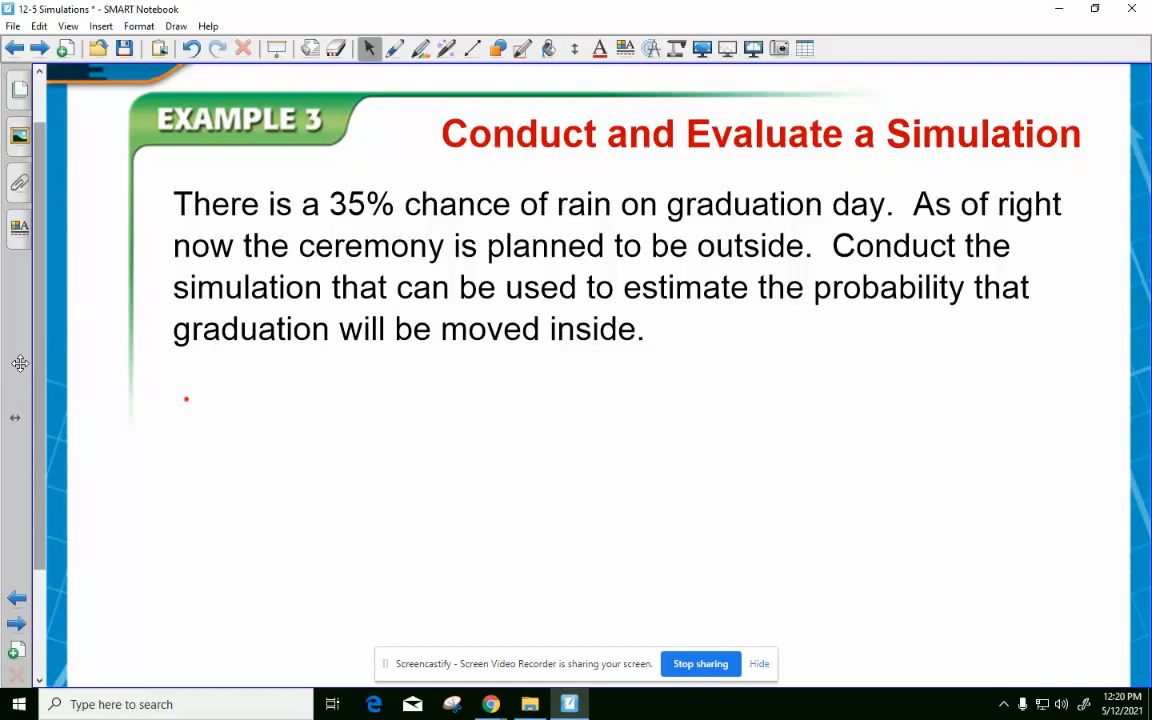 12-5 Simulations * - SMART Notebook
File Edit View Insert Format Draw Help
EXAMPLE 3
Conduct and Evaluate a Simulation
There is a 35% chance of rain on graduation day. As of right
now the ceremony is planned to be outside. Conduct the
simulation that can be used to estimate the probability that
graduation will be moved inside.
Screencastify - Screen Video Recorder is sharing your screen. Stop sharing Hide
Type here to search
12:20 PM
5/12/2021